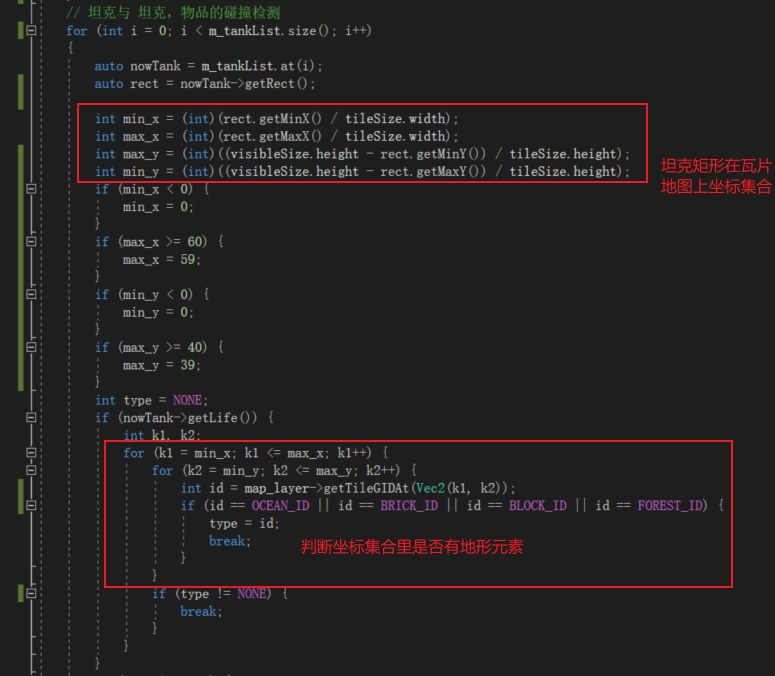 // 坦克与 坦克，物品的碰撞检测
for (int i = 0; i < m_tankList.size(); i++)
{
auto nowTank = m_tankList.at(i);
auto rect = nowTank->getRect();
int min_x = (int)(rect.getMinX() / tileSize.width);
int max_x = (int)(rect.getMaxX() / tileSize.width);
int max_y = (int)((visibleSize.height - rect.getMinY()) / tileSize.height);
int min_y = (int)((visibleSize.height - rect.getMaxY()) / tileSize.height);
坦克矩形在瓦片
地图上坐标集合
if (min_x < 0) {
min_x = 0;
}
if (max_x >= 60) {
max_x = 59;
}
if (min_y < 0) {
min_y = 0;
}
if (max_y >= 40) {
max_y = 39;
}
int type = NONE;
if (nowTank->getLife()) {
int k1, k2;
for (k1 = min_x; k1 <= max_x; k1++) {
for (k2 = min_y; k2 <= max_y; k2++) {
int id = map_layer->getTileGIDAt(Vec2(k1, k2));
if (id == OCEAN_ID || id == BRICK_ID || id == BLOCK_ID || id == FOREST_ID) {
type = id;
break;
}
判断坐标集合里是否有地形元素
}
if (type != NONE) {
break;
}
}
}